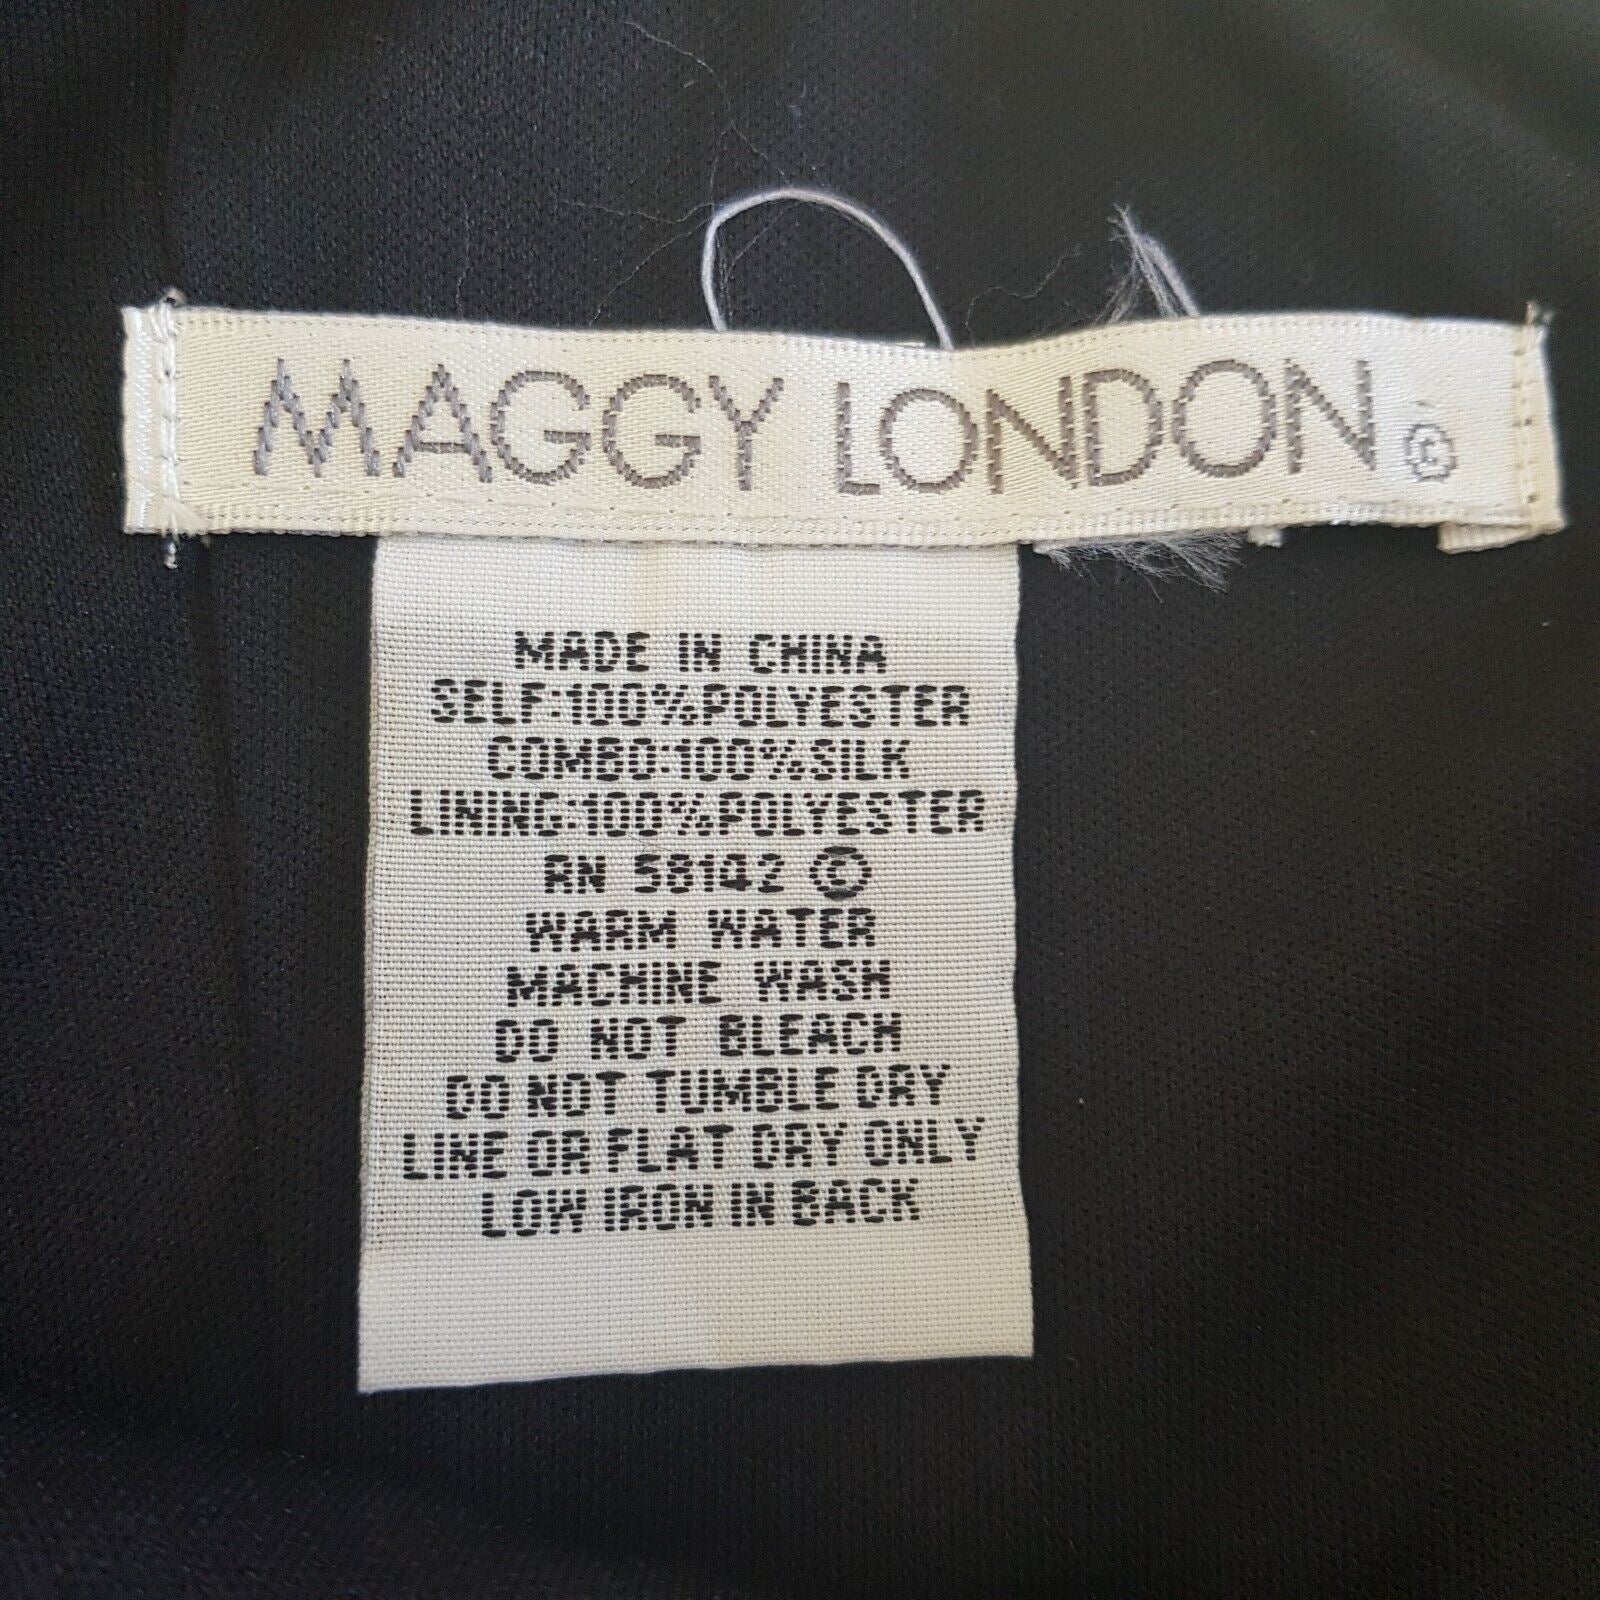 MAGGY LONDON ©
MADE IN CHINA
SELF:100%POLYESTER
COMBO:100%SILK
LINING:100%POLYESTER
RN 58142 ©
WARM WATER
MACHINE WASH
DO NOT BLEACH
DO NOT TUMBLE DRY
LINE OR FLAT DRY ONLY
LOW IRON IN BACK